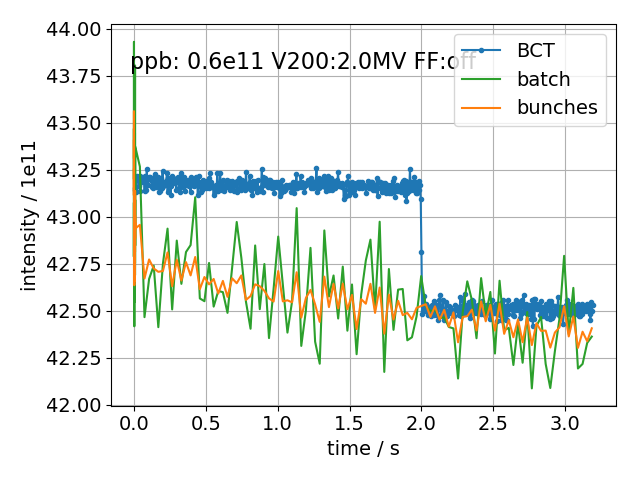 ppb: 0.6e11 V200:2.0MV FF:off
BCT
batch
bunches
intensity / 1e11
44.00
43.75
43.50
43.25
43.00
42.75
42.50
42.25
42.00
0.0 0.5 1.0 1.5 2.0 2.5 3.0
time / s